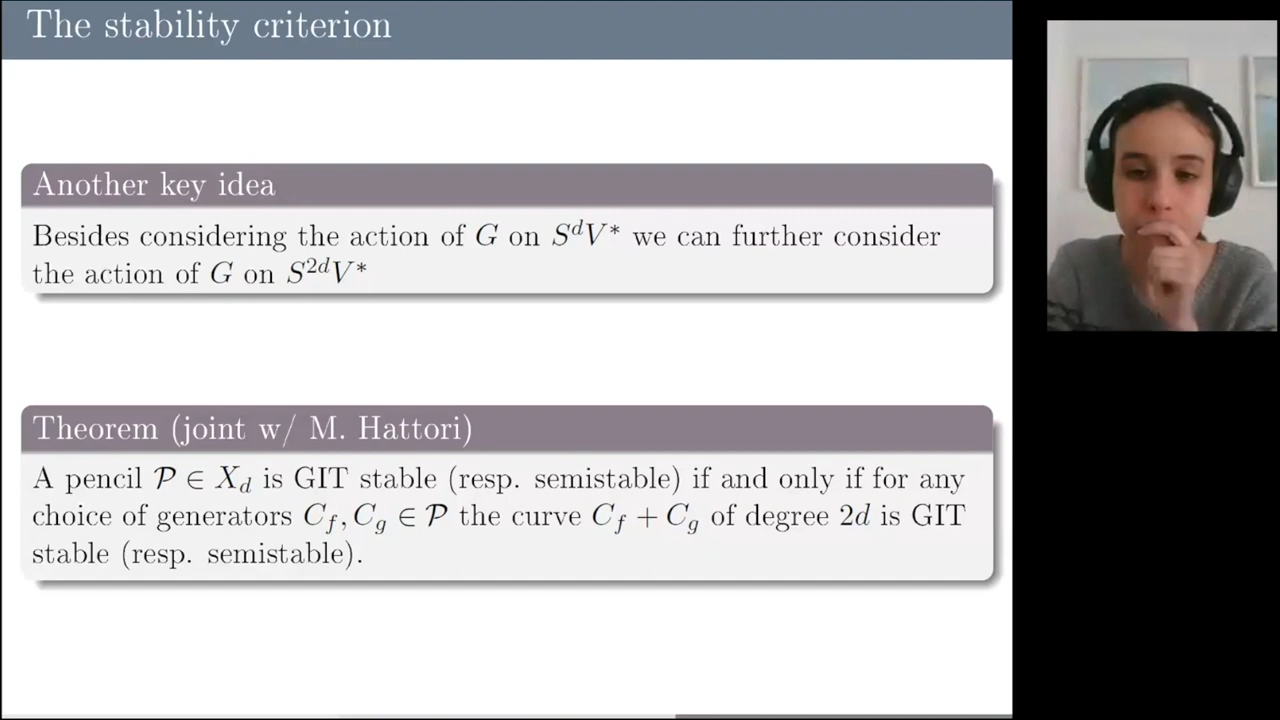 The stability criterion
Another key idea
Besides considering the action of G on SᵈV* we can further consider
the action of G on S²ᵈV*
Theorem (joint w/ M. Hattori)
A pencil 𝒫 ∈ X_d is GIT stable (resp. semistable) if and only if for any
choice of generators C_f, C_g ∈ 𝒫 the curve C_f + C_g of degree 2d is GIT
stable (resp. semistable).